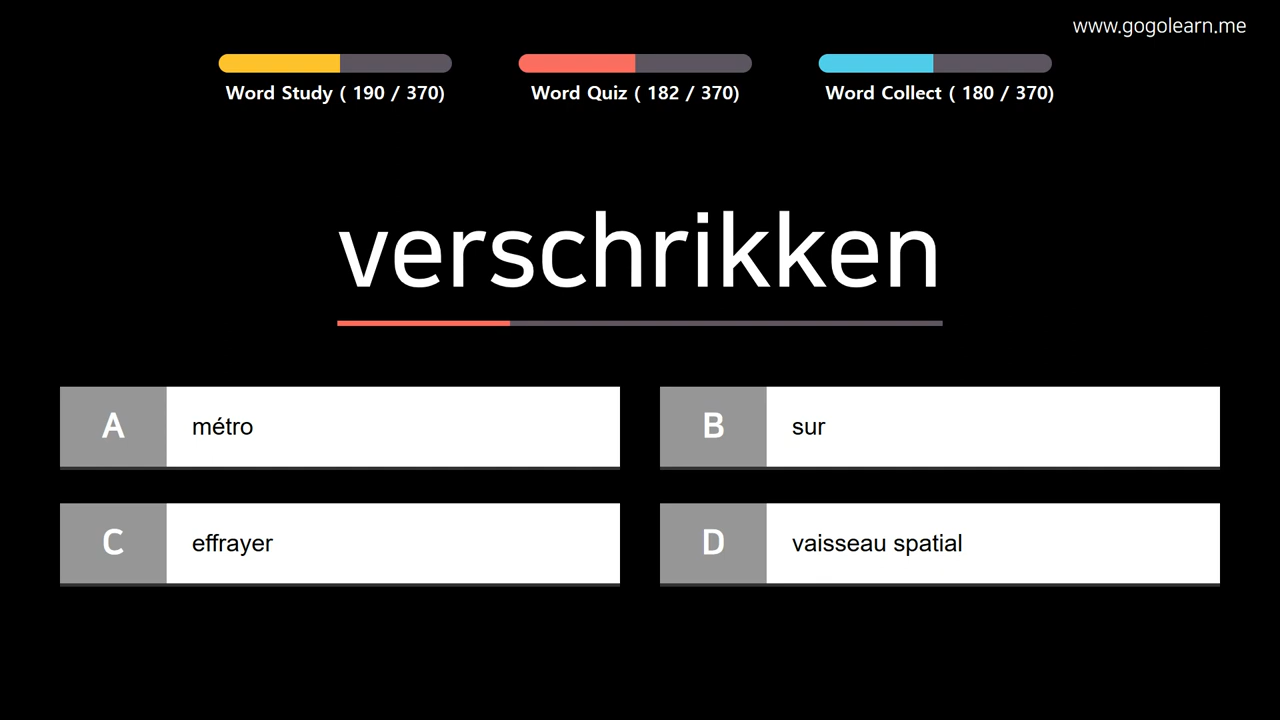 www.gogolearn.me
Word Study ( 190 / 370)
Word Quiz ( 182 / 370)
Word Collect ( 180 / 370)
verschrikken
A métro
B sur
C effrayer
D vaisseau spatial